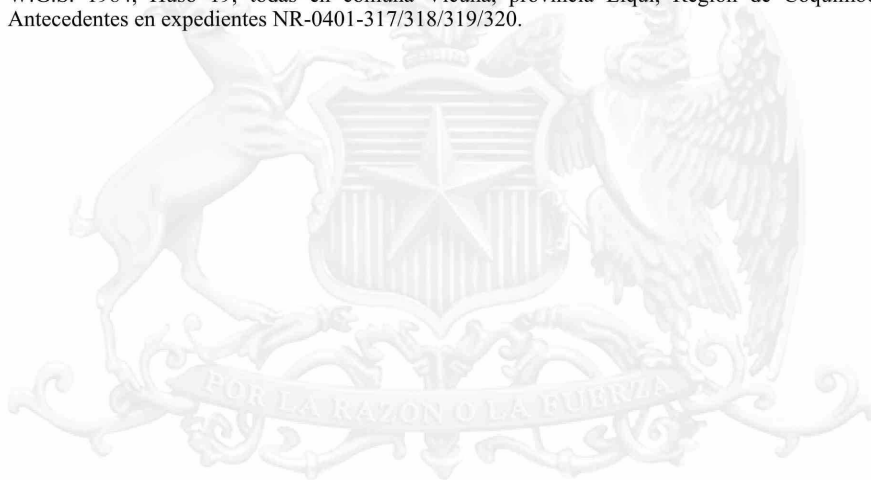 W.G.S. 1984, Huso 19, todas en comuna Vicuña, provincia Elqui, Región de Coquimbo
Antecedentes en expedientes NR-0401-317/318/319/320.
POR LA RAZON O LA FUERZA